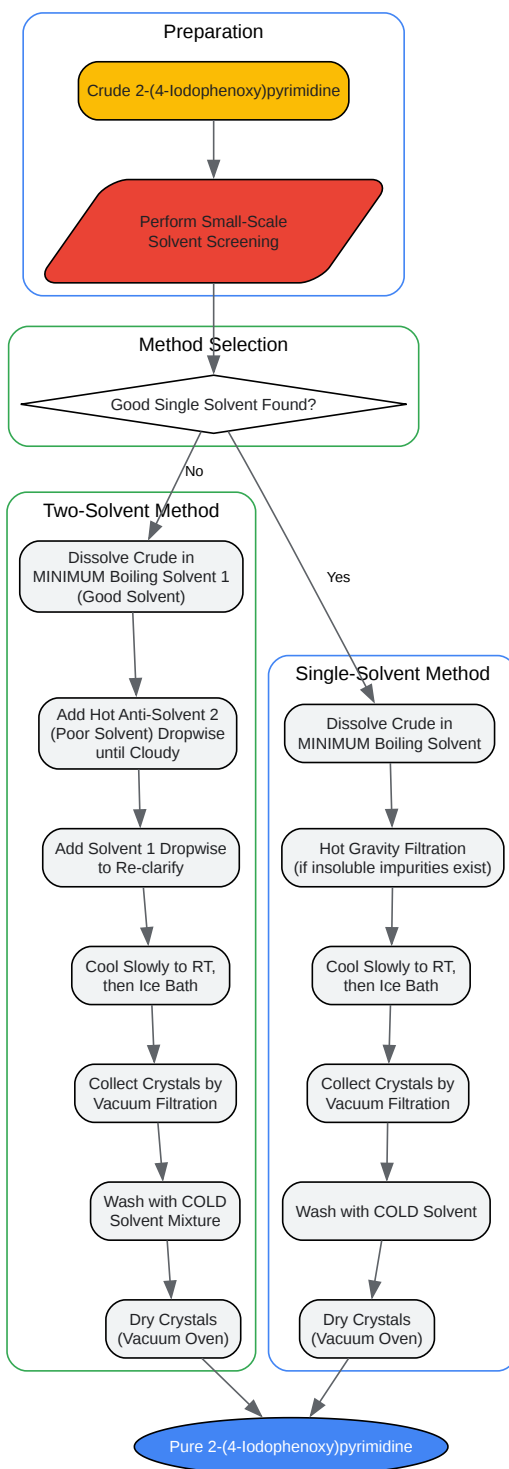 Preparation
Crude 2-(4-Iodophenoxy)pyrimidine
Perform Small-Scale
Solvent Screening
Method Selection
Good Single Solvent Found?
No
Yes
Two-Solvent Method
Dissolve Crude in
MINIMUM Boiling Solvent 1
(Good Solvent)
Add Hot Anti-Solvent 2
(Poor Solvent) Dropwise
until Cloudy
Add Solvent 1 Dropwise
to Re-clarify
Cool Slowly to RT,
then Ice Bath
Collect Crystals by
Vacuum Filtration
Wash with COLD
Solvent Mixture
Dry Crystals
(Vacuum Oven)
Single-Solvent Method
Dissolve Crude in
MINIMUM Boiling Solvent
Hot Gravity Filtration
(if insoluble impurities exist)
Cool Slowly to RT,
then Ice Bath
Collect Crystals by
Vacuum Filtration
Wash with COLD Solvent
Dry Crystals
(Vacuum Oven)
Pure 2-(4-Iodophenoxy)pyrimidine